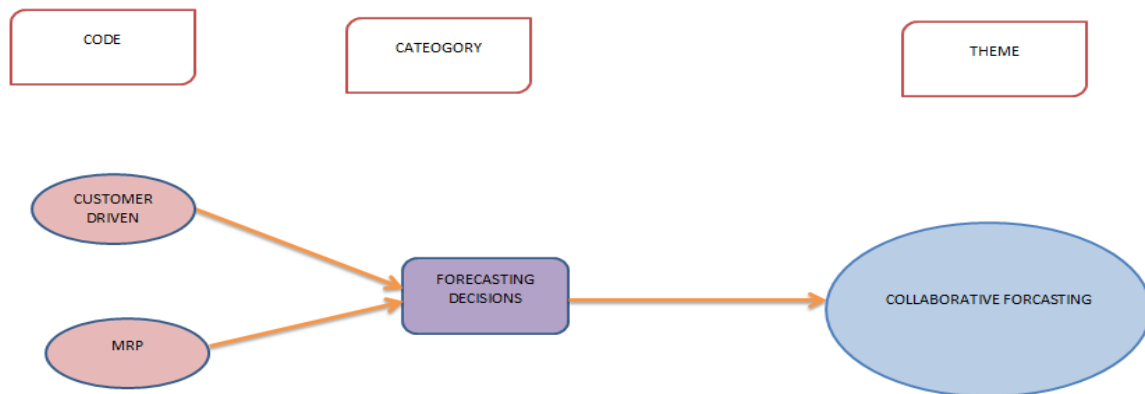 CODE
CATEOGORY
THEME
CUSTOMER
DRIVEN
FORECASTING
DECISIONS
COLLABORATIVE FORCASTING
MRP